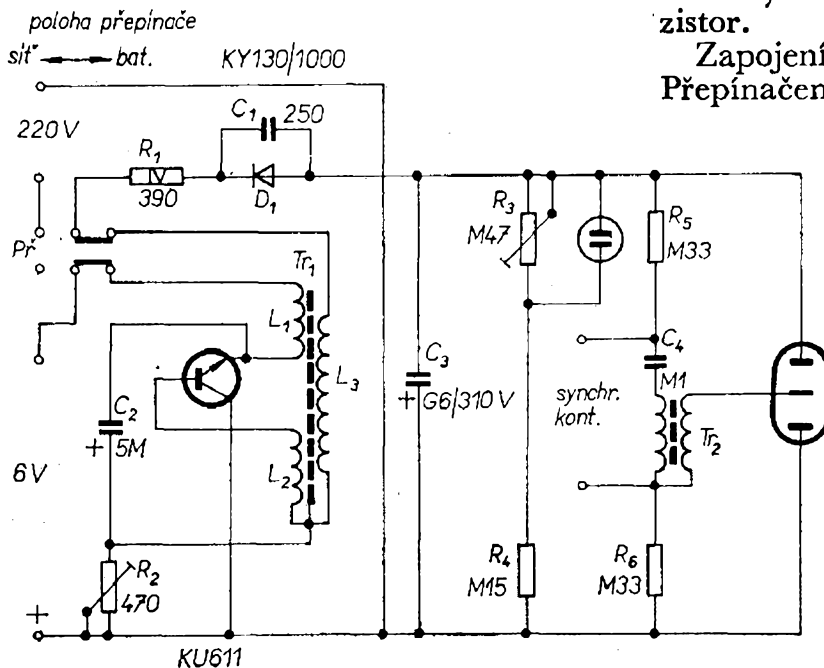 poloha přepínače
síť bat.
KY130/1000
zistor.
Zapojení
Přepínačen
220V
C1 250
R1
390
D1
Př
Tr1
L1
L3
C2
+ 5M
L2
6V
R2
470
+
KU611
C3
+ G6/310 V
R3
M47
R5
M33
C4
M1
synchr.
kont.
Tr2
R4
M15
R6
M33